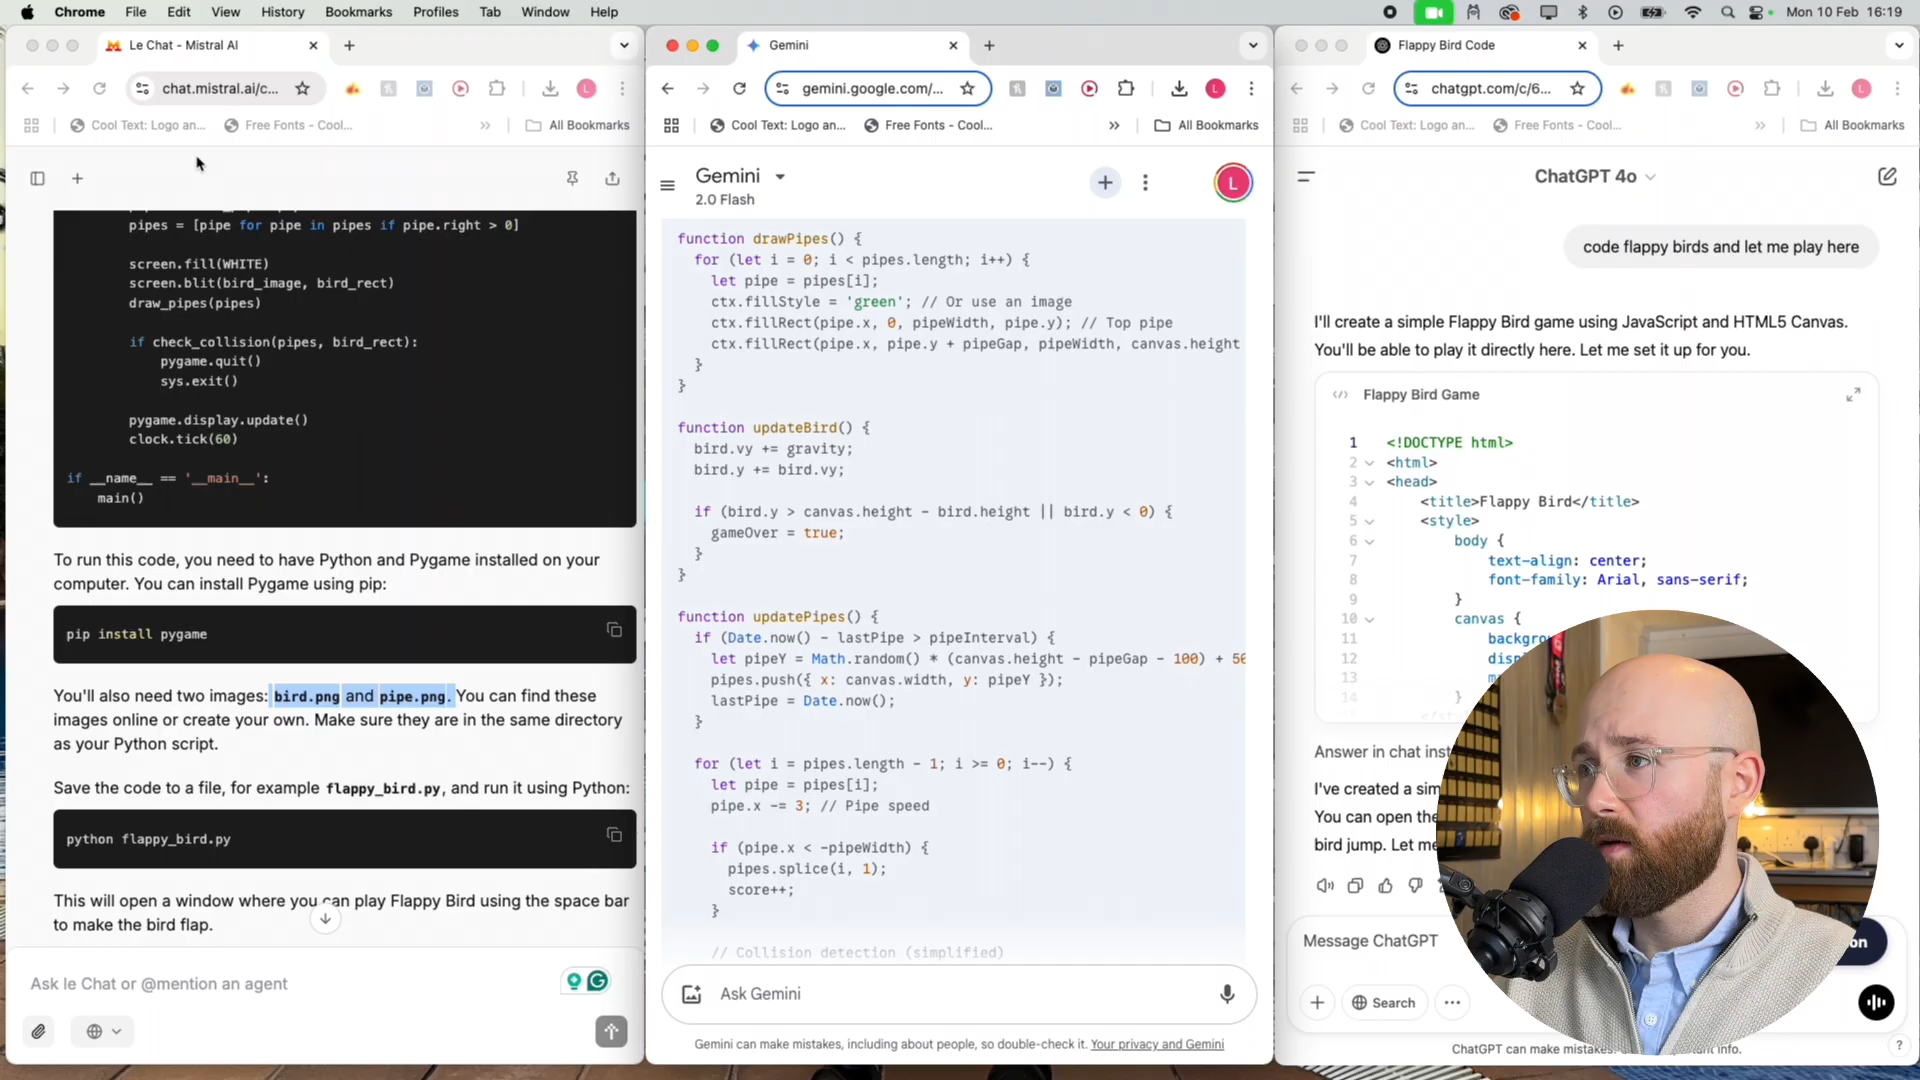 Chrome File Edit View History Bookmarks Profiles Tab Window Help
Mon 10 Feb 16:19
Le Chat - Mistral AI
chat.mistral.ai/c...
Cool Text: Logo an... Free Fonts - Cool... All Bookmarks
pipes = [pipe for pipe in pipes if pipe.right > 0]
screen.fill(WHITE)
screen.blit(bird_image, bird_rect)
draw_pipes(pipes)
if check_collision(pipes, bird_rect):
pygame.quit()
sys.exit()
pygame.display.update()
clock.tick(60)
if __name__ == '__main__':
main()
To run this code, you need to have Python and Pygame installed on your
computer. You can install Pygame using pip:
pip install pygame
You'll also need two images: bird.png and pipe.png. You can find these
images online or create your own. Make sure they are in the same directory
as your Python script.
Save the code to a file, for example flappy_bird.py, and run it using Python:
python flappy_bird.py
This will open a window where you can play Flappy Bird using the space bar
to make the bird flap.
Ask le Chat or @mention an agent
Gemini
gemini.google.com/...
Cool Text: Logo an... Free Fonts - Cool... All Bookmarks
Gemini
2.0 Flash
L
function drawPipes() {
for (let i = 0; i < pipes.length; i++) {
let pipe = pipes[i];
ctx.fillStyle = 'green'; // Or use an image
ctx.fillRect(pipe.x, 0, pipeWidth, pipe.y); // Top pipe
ctx.fillRect(pipe.x, pipe.y + pipeGap, pipeWidth, canvas.height
}
}
function updateBird() {
bird.vy += gravity;
bird.y += bird.vy;
if (bird.y > canvas.height - bird.height || bird.y < 0) {
gameOver = true;
}
}
function updatePipes() {
if (Date.now() - lastPipe > pipeInterval) {
let pipeY = Math.random() * (canvas.height - pipeGap - 100) + 50
pipes.push({ x: canvas.width, y: pipeY });
lastPipe = Date.now();
}
for (let i = pipes.length - 1; i >= 0; i--) {
let pipe = pipes[i];
pipe.x -= 3; // Pipe speed
if (pipe.x < -pipeWidth) {
pipes.splice(i, 1);
score++;
}
// Collision detection (simplified)
Ask Gemini
Gemini can make mistakes, including about people, so double-check it. Your privacy and Gemini
Flappy Bird Code
chatgpt.com/c/6...
Cool Text: Logo an... Free Fonts - Cool... All Bookmarks
ChatGPT 4o
code flappy birds and let me play here
I'll create a simple Flappy Bird game using JavaScript and HTML5 Canvas.
You'll be able to play it directly here. Let me set it up for you.
Flappy Bird Game
1 <!DOCTYPE html>
2 <html>
3 <head>
4 <title>Flappy Bird</title>
5 <style>
6 body {
7 text-align: center;
8 font-family: Arial, sans-serif;
9 }
10 canvas {
11
12
13
14
Answer in chat
I've created a
You can open
bird jump. Let
Message ChatGPT
Search
ChatGPT can make mistakes. info.